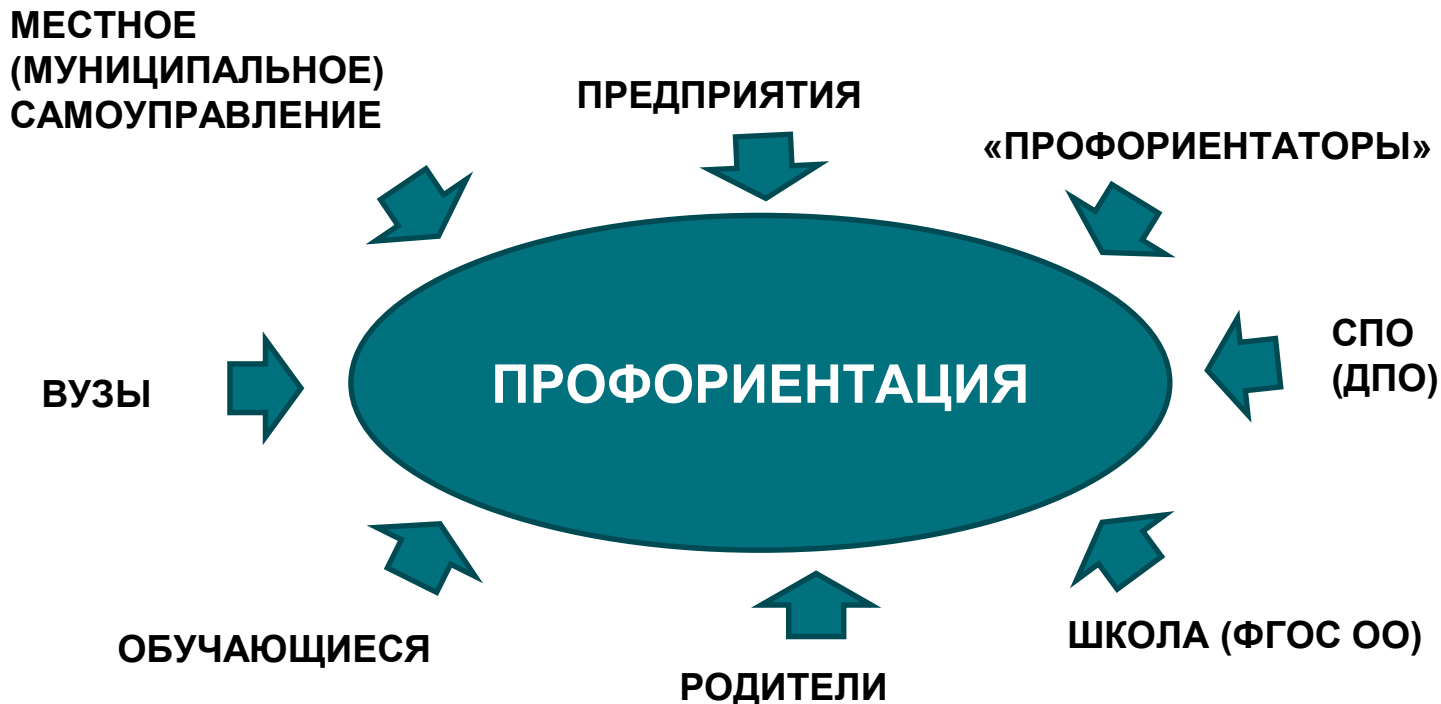 МЕСТНОЕ
(МУНИЦИПАЛЬНОЕ)
САМОУПРАВЛЕНИЕ
ПРЕДПРИЯТИЯ
«ПРОФОРИЕНТАТОРЫ»
ВУЗЫ
ПРОФОРИЕНТАЦИЯ
СПО
(ДПО)
ОБУЧАЮЩИЕСЯ
РОДИТЕЛИ
ШКОЛА (ФГОС ОО)